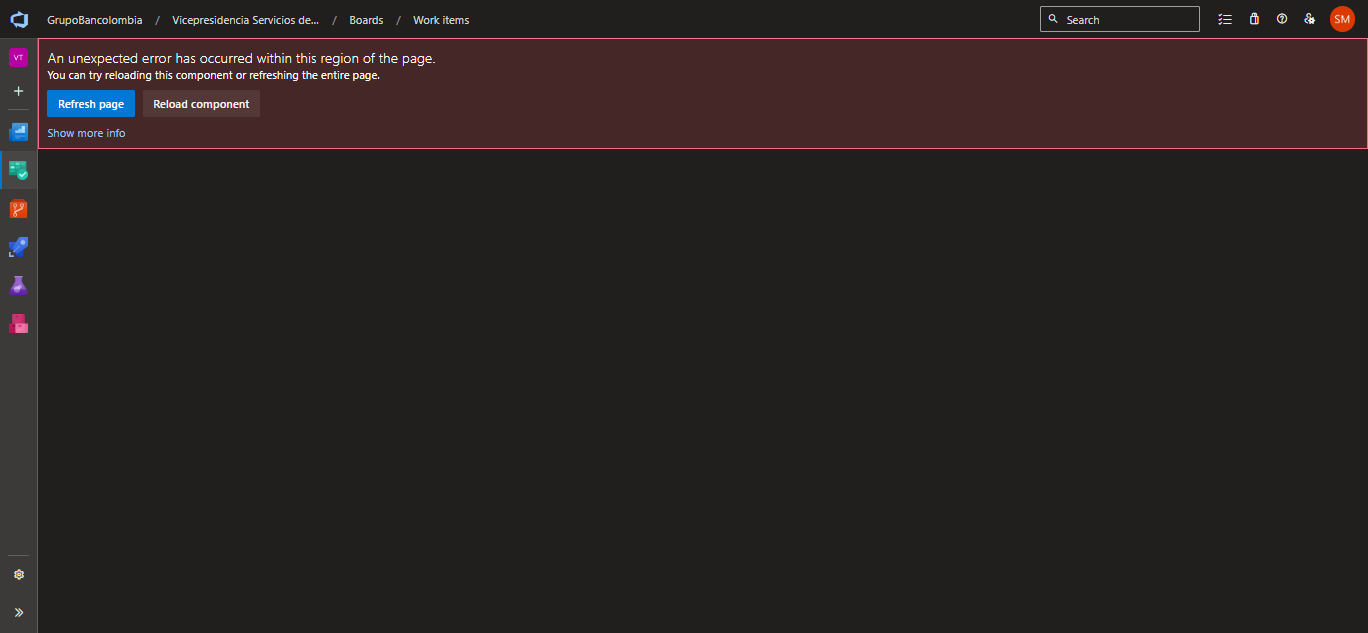 GrupoBancolombia / Vicepresidencia Servicios de... / Boards / Work items
Search
SM
VT
An unexpected error has occurred within this region of the page.
You can try reloading this component or refreshing the entire page.
Refresh page
Reload component
Show more info